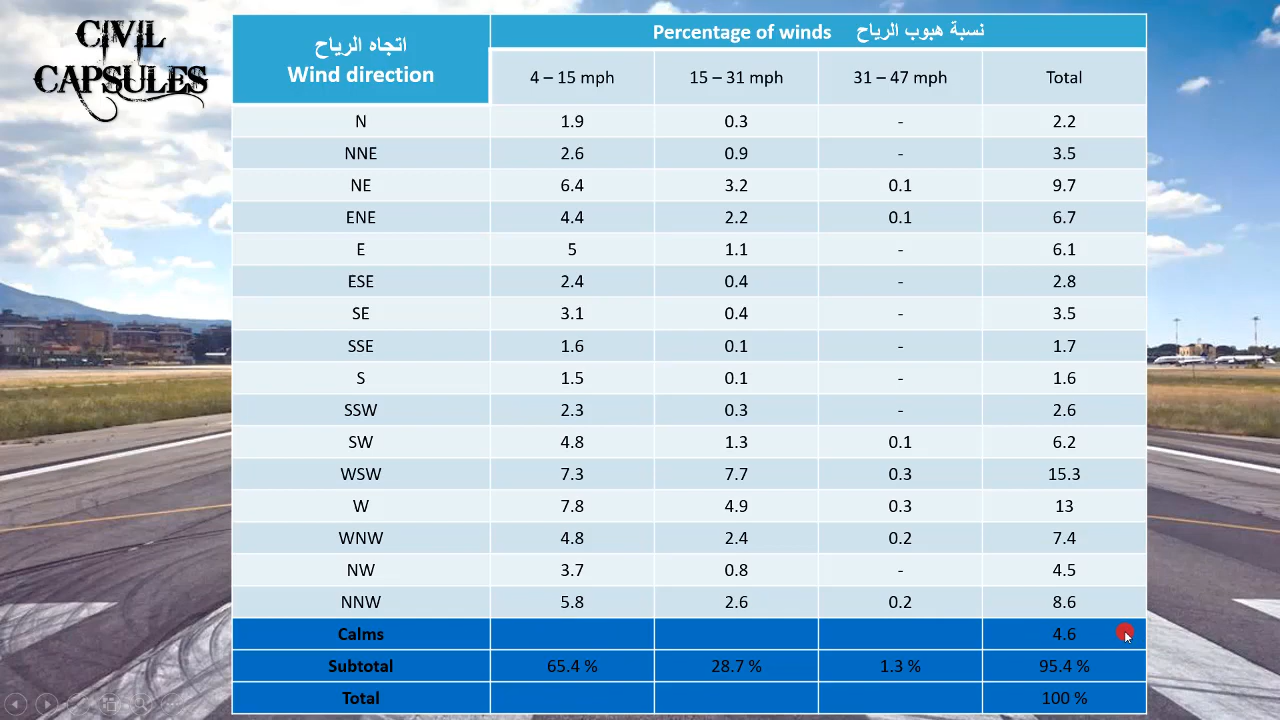 CIVIL
CAPSULES
اتجاه الرياح
Wind direction
Percentage of winds نسبة هبوب الرياح
4 – 15 mph 15 – 31 mph 31 – 47 mph Total
N 1.9 0.3 - 2.2
NNE 2.6 0.9 - 3.5
NE 6.4 3.2 0.1 9.7
ENE 4.4 2.2 0.1 6.7
E 5 1.1 - 6.1
ESE 2.4 0.4 - 2.8
SE 3.1 0.4 - 3.5
SSE 1.6 0.1 - 1.7
S 1.5 0.1 - 1.6
SSW 2.3 0.3 - 2.6
SW 4.8 1.3 0.1 6.2
WSW 7.3 7.7 0.3 15.3
W 7.8 4.9 0.3 13
WNW 4.8 2.4 0.2 7.4
NW 3.7 0.8 - 4.5
NNW 5.8 2.6 0.2 8.6
Calms 4.6
Subtotal 65.4 % 28.7 % 1.3 % 95.4 %
Total 100 %